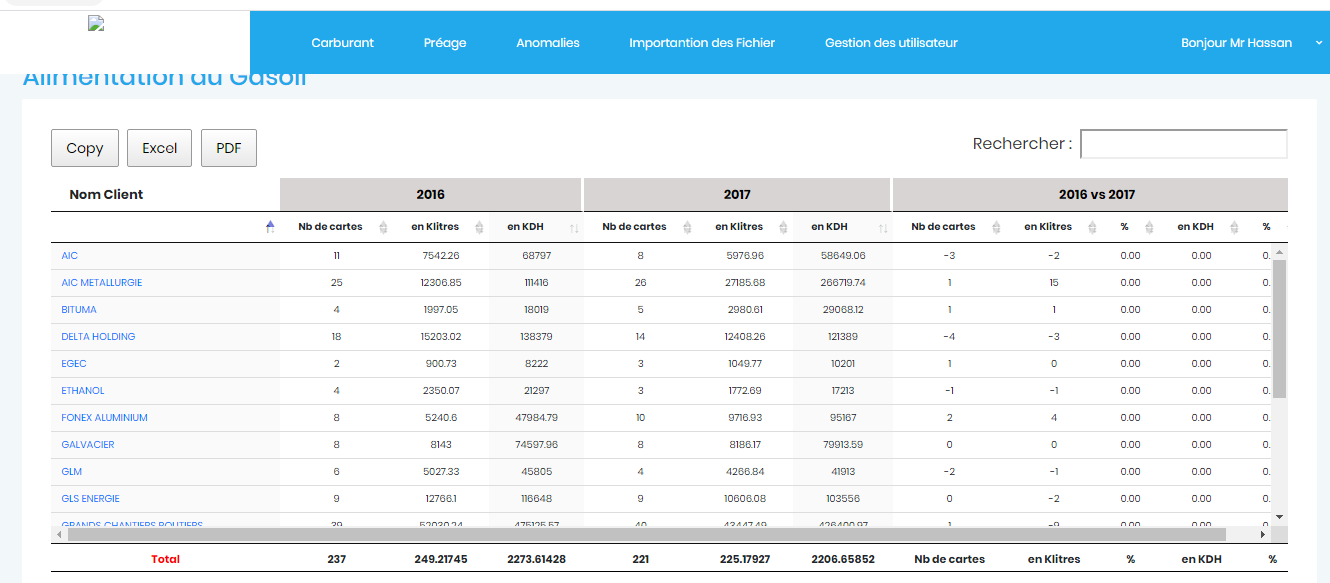 Carburant Préage Anomalies Importantion des Fichier Gestion des utilisateur Bonjour Mr Hassan
Alimentation du Gasoil
Copy Excel PDF Rechercher :
Nom Client 2016 2017 2016 vs 2017
Nb de cartes en Klitres en KDH Nb de cartes en Klitres en KDH Nb de cartes en Klitres % en KDH %
AIC 11 7542.26 68797 8 5976.96 58649.06 -3 -2 0.00 0.00 0.
AIC METALLURGIE 25 12306.85 111416 26 27185.68 266719.74 1 15 0.00 0.00 0.
BITUMA 4 1997.05 18019 5 2980.61 29068.12 1 1 0.00 0.00 0.
DELTA HOLDING 18 15203.02 138379 14 12408.26 121389 -4 -3 0.00 0.00 0.
EGEC 2 900.73 8222 3 1049.77 10201 1 0 0.00 0.00 0.
ETHANOL 4 2350.07 21297 3 1772.69 17213 -1 -1 0.00 0.00 0.
FONEX ALUMINIUM 8 5240.6 47984.79 10 9716.93 95167 2 4 0.00 0.00 0.
GALVACIER 8 8143 74597.96 8 8186.17 79913.59 0 0 0.00 0.00 0.
GLM 6 5027.33 45805 4 4266.84 41913 -2 -1 0.00 0.00 0.
GLS ENERGIE 9 12766.1 116648 9 10606.08 103556 0 -2 0.00 0.00 0.
GRANDS CHANTIERS ROUTIERS 39 52030.24 475125.57 40 43447.49 426400.97 1 -9 0.00 0.00 0.
Total 237 249.21745 2273.61428 221 225.17927 2206.65852 Nb de cartes en Klitres % en KDH %